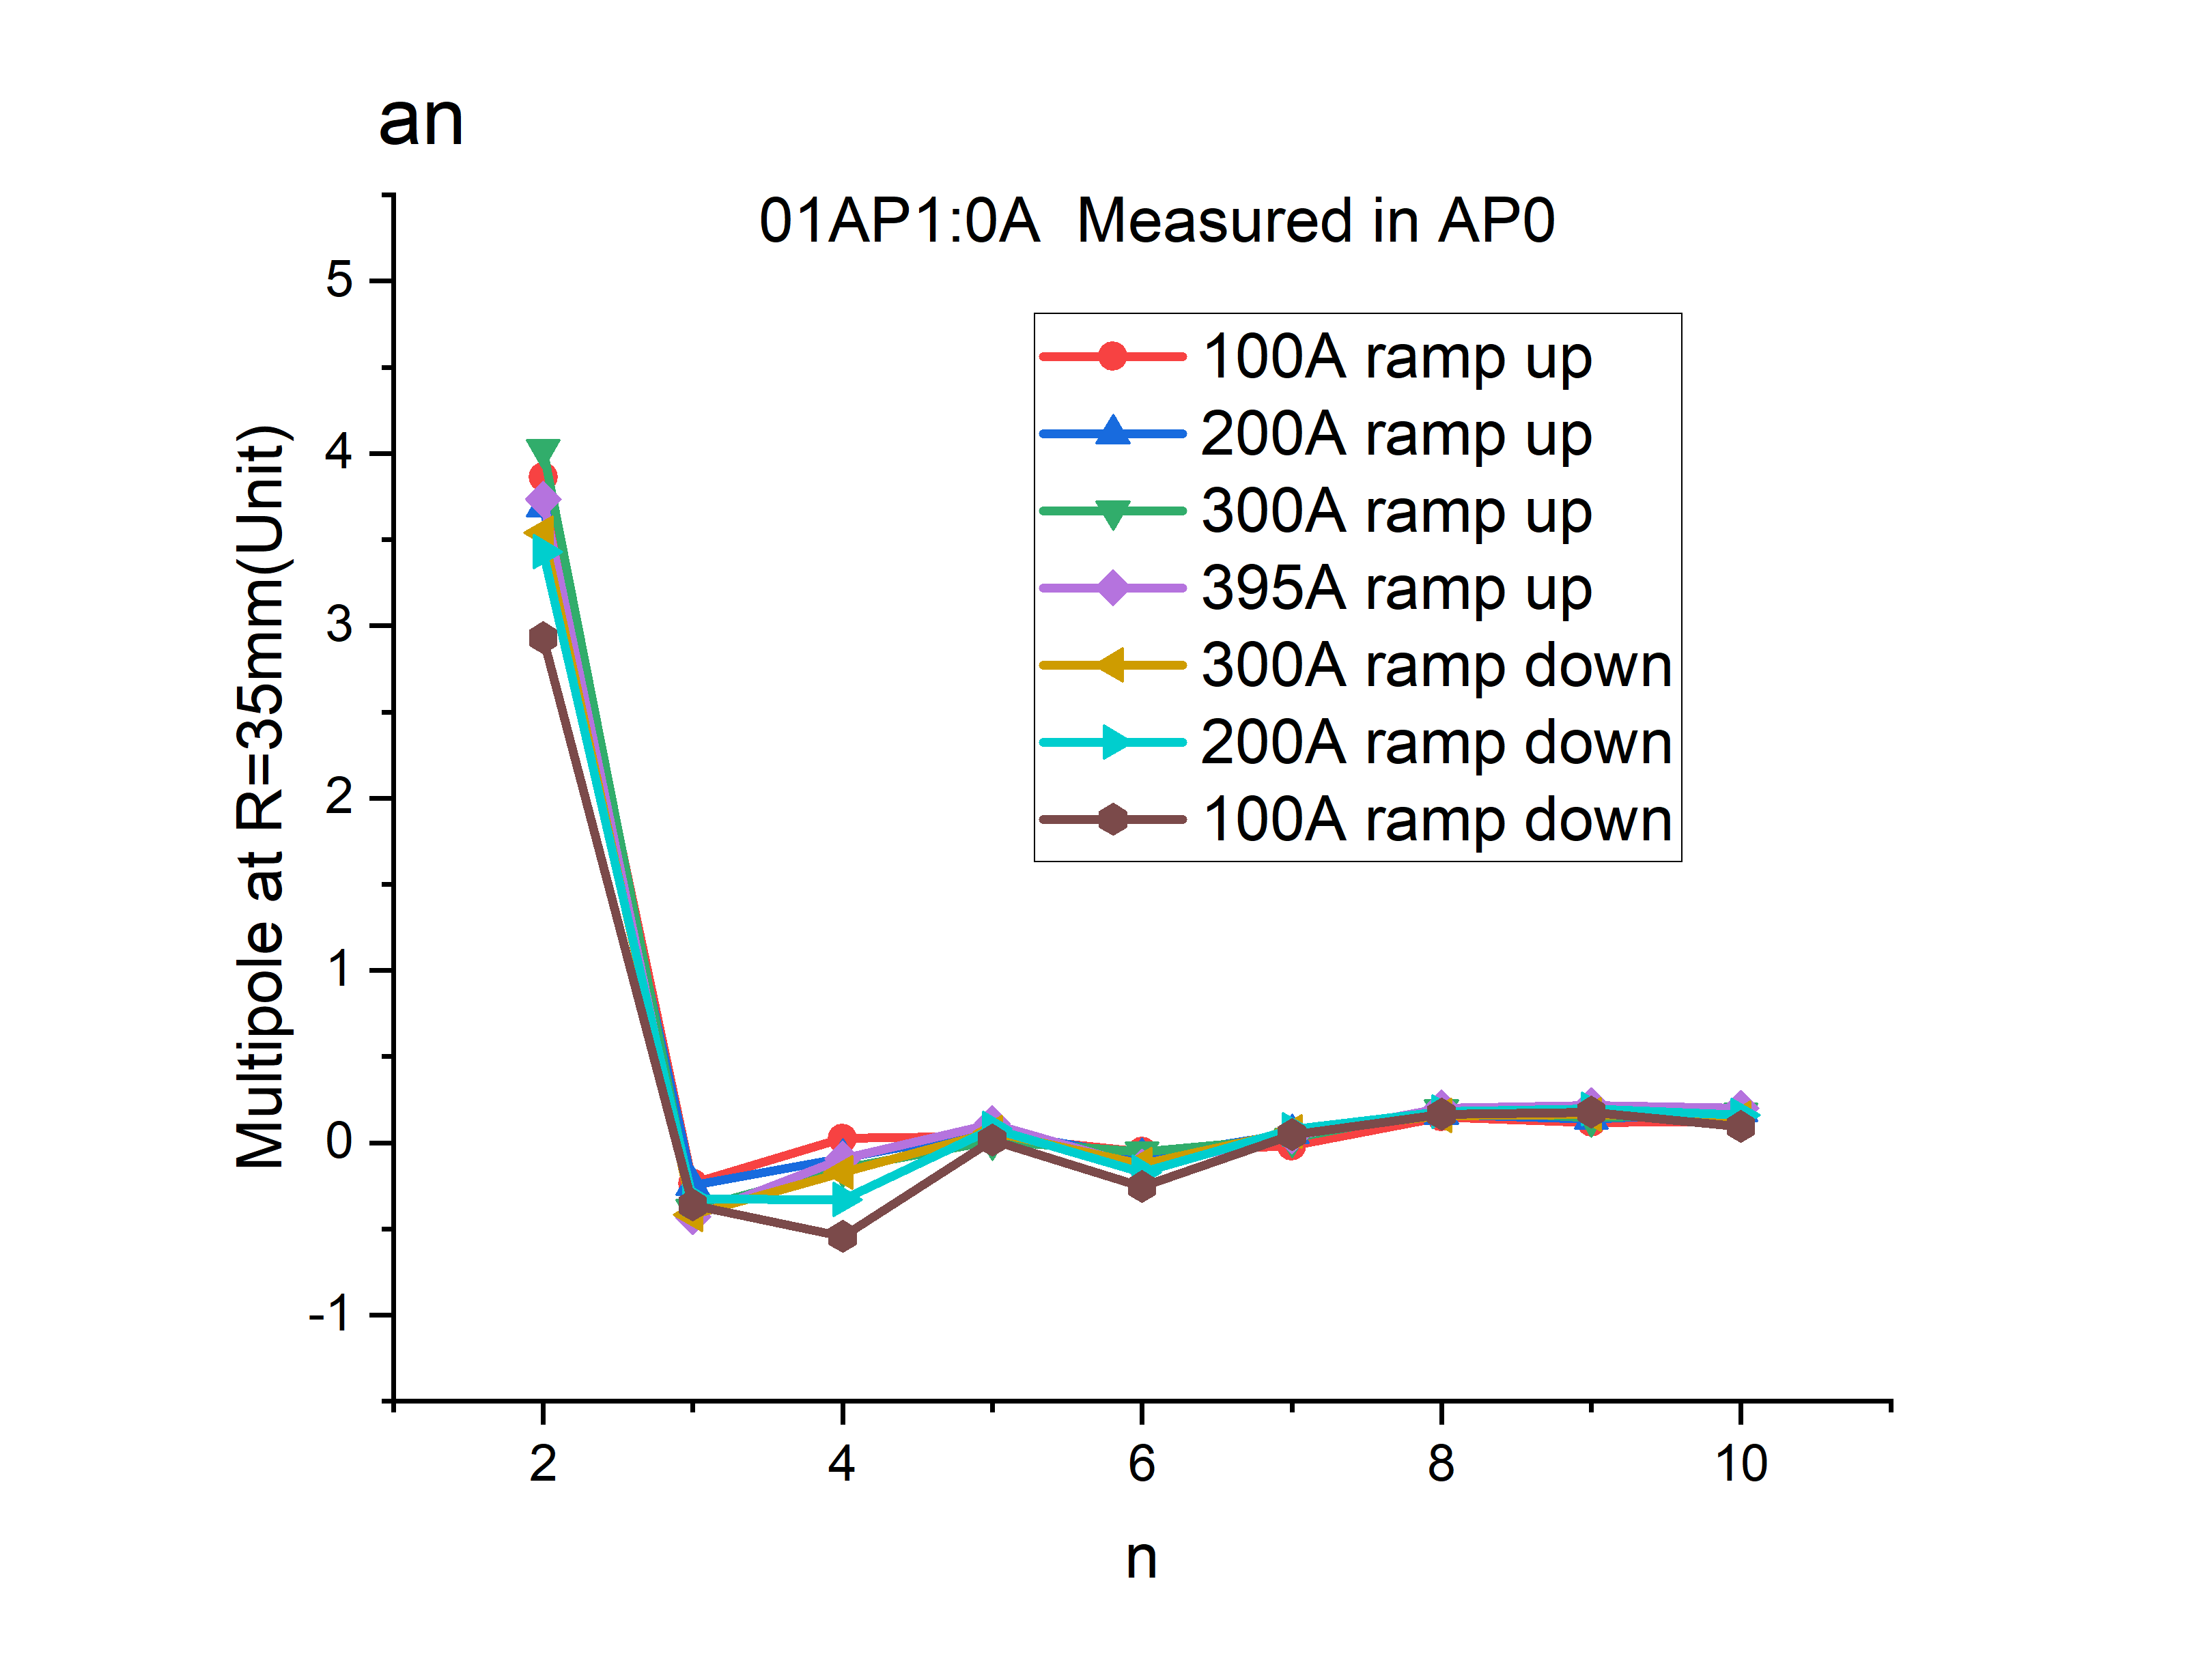 an
01AP1:0A  Measured in AP0
100A ramp up
200A ramp up
300A ramp up
395A ramp up
300A ramp down
200A ramp down
100A ramp down
Multipole at R=35mm(Unit)
5
4
3
2
1
0
-1
2 4 6 8 10
n